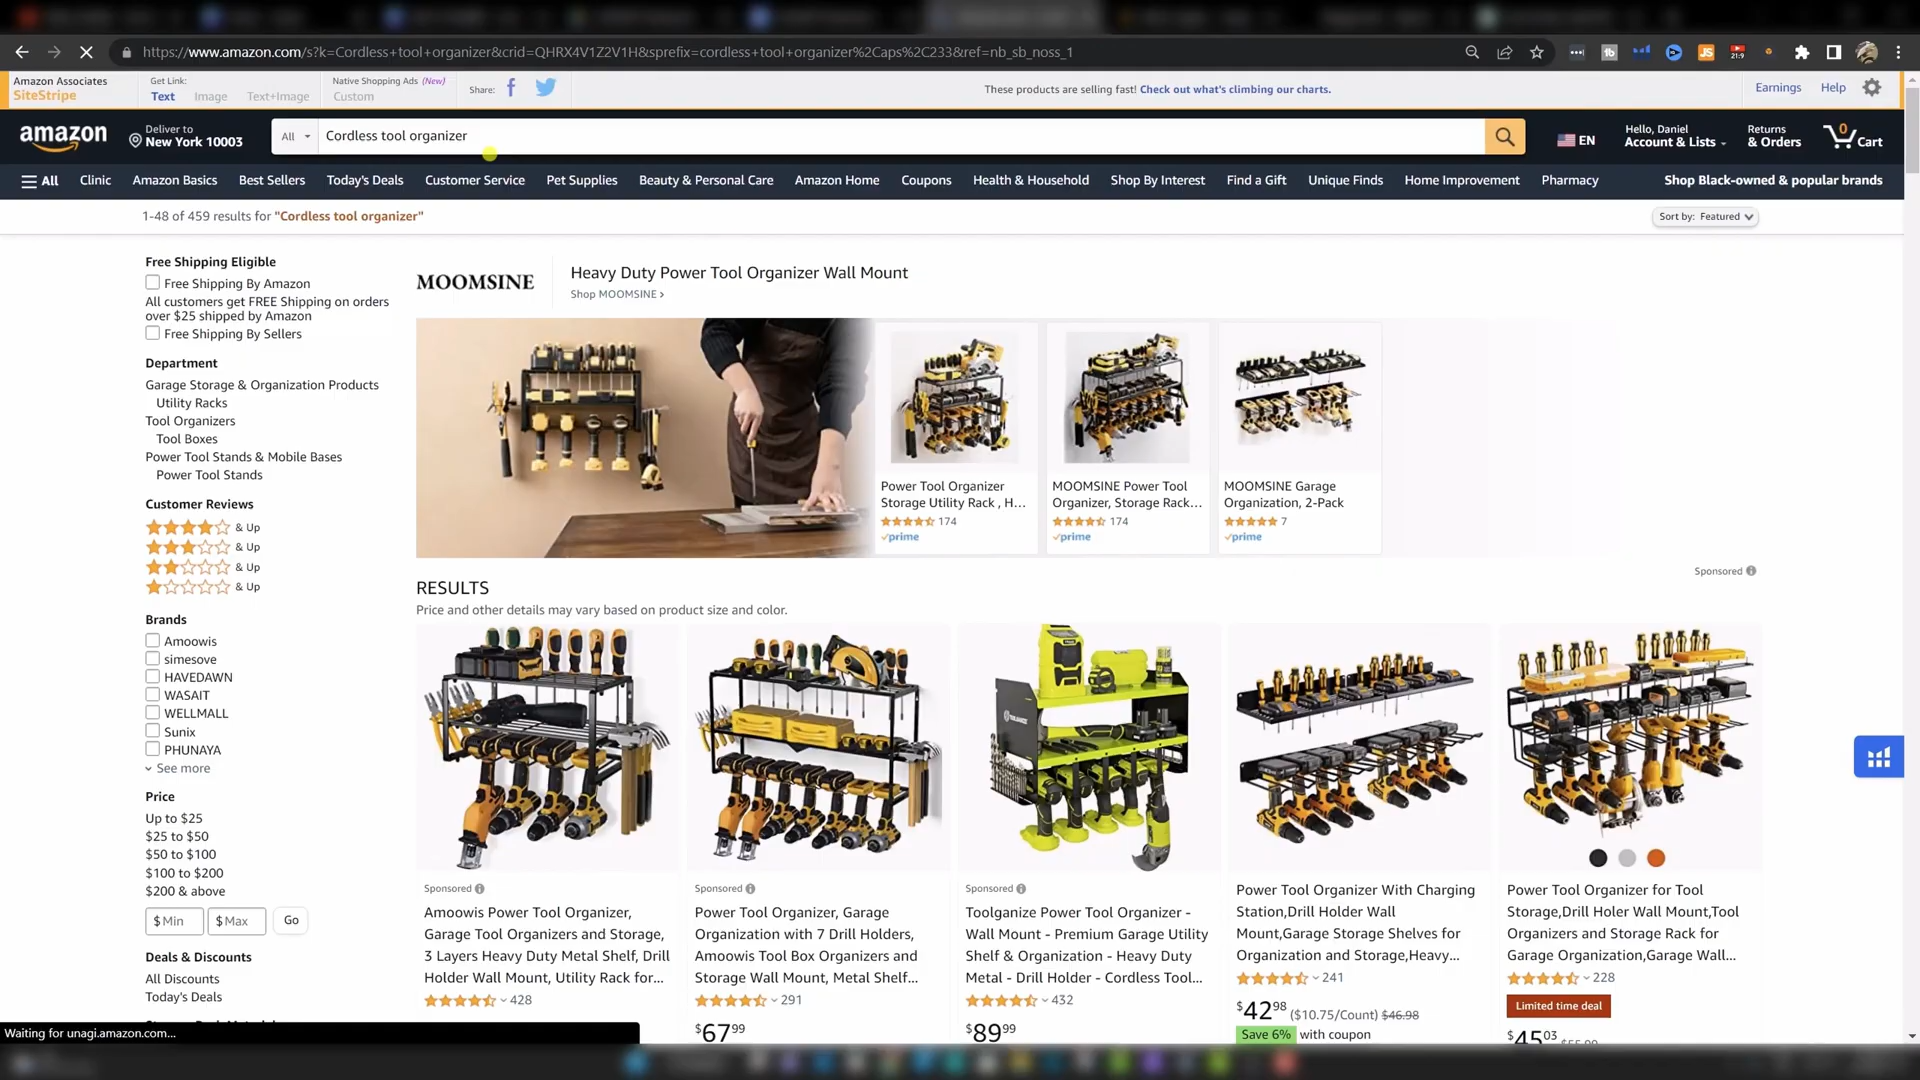 https://www.amazon.com/s?k=Cordless+tool+organizer&crid=QHRX4V1Z2V1H&sprefix=cordless+tool+organizer%2Caps%2C233&ref=nb_sb_noss_1
Amazon Associates
SiteStripe
Get Link:
Text
Image
Text+Image
Native Shopping Ads (New)
Custom
Share:
These products are selling fast! Check out what's climbing our charts.
Earnings
Help
amazon
Deliver to
New York 10003
All
Cordless tool organizer
EN
Hello, Daniel
Account & Lists
Returns
& Orders
0
Cart
All
Clinic
Amazon Basics
Best Sellers
Today's Deals
Customer Service
Pet Supplies
Beauty & Personal Care
Amazon Home
Coupons
Health & Household
Shop By Interest
Find a Gift
Unique Finds
Home Improvement
Pharmacy
Shop Black-owned & popular brands
1-48 of 459 results for "Cordless tool organizer"
Sort by: Featured
Free Shipping Eligible
Free Shipping By Amazon
All customers get FREE Shipping on orders
over $25 shipped by Amazon
Free Shipping By Sellers
Department
Garage Storage & Organization Products
Utility Racks
Tool Organizers
Tool Boxes
Power Tool Stands & Mobile Bases
Power Tool Stands
Customer Reviews
& Up
& Up
& Up
& Up
Brands
Amoowis
simesove
HAVEDAWN
WASAIT
WELLMALL
Sunix
PHUNAYA
See more
Price
Up to $25
$25 to $50
$50 to $100
$100 to $200
$200 & above
$ Min
$ Max
Go
Deals & Discounts
All Discounts
Today's Deals
Waiting for unagi.amazon.com...
MOOMSINE
Heavy Duty Power Tool Organizer Wall Mount
Shop MOOMSINE ›
Power Tool Organizer
Storage Utility Rack , H...
174
prime
MOOMSINE Power Tool
Organizer, Storage Rack...
174
prime
MOOMSINE Garage
Organization, 2-Pack
7
prime
Sponsored
RESULTS
Price and other details may vary based on product size and color.
Sponsored
Amoowis Power Tool Organizer,
Garage Tool Organizers and Storage,
3 Layers Heavy Duty Metal Shelf, Drill
Holder Wall Mount, Utility Rack for...
428
Sponsored
Power Tool Organizer, Garage
Organization with 7 Drill Holders,
Amoowis Tool Box Organizers and
Storage Wall Mount, Metal Shelf...
291
$67 99
Sponsored
Toolganize Power Tool Organizer -
Wall Mount - Premium Garage Utility
Shelf & Organization - Heavy Duty
Metal - Drill Holder - Cordless Tool...
432
$89 99
Power Tool Organizer With Charging
Station,Drill Holder Wall
Mount,Garage Storage Shelves for
Organization and Storage,Heavy...
241
$42 98 ($10.75/Count) $46.98
Save 6% with coupon
Power Tool Organizer for Tool
Storage,Drill Holer Wall Mount,Tool
Organizers and Storage Rack for
Garage Organization,Garage Wall...
228
Limited time deal
$45 03